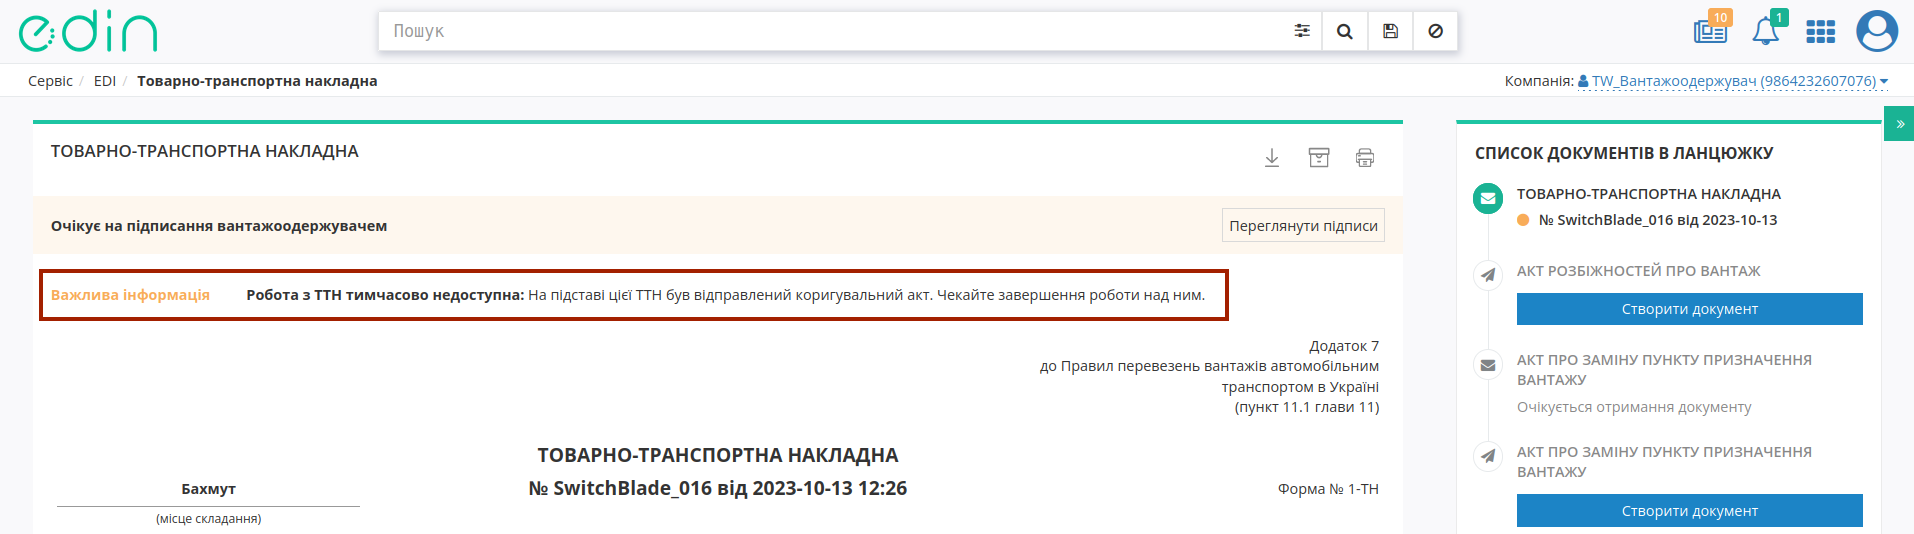 edin
Пошук
10
1
Сервіс / EDI / Товарно-транспортна накладна
Компанія: TW_Вантажоодержувач (9864232607076)
ТОВАРНО-ТРАНСПОРТНА НАКЛАДНА
Очікує на підписання вантажоодержувачем
Переглянути підписи
Важлива інформація Робота з ТТН тимчасово недоступна: На підставі цієї ТТН був відправлений коригувальний акт. Чекайте завершення роботи над ним.
Додаток 7
до Правил перевезень вантажів автомобільним
транспортом в Україні
(пункт 11.1 глави 11)
ТОВАРНО-ТРАНСПОРТНА НАКЛАДНА
Бахмут
№ SwitchBlade_016 від 2023-10-13 12:26
Форма № 1-ТН
(місце складання)
»
СПИСОК ДОКУМЕНТІВ В ЛАНЦЮЖКУ
ТОВАРНО-ТРАНСПОРТНА НАКЛАДНА
№ SwitchBlade_016 від 2023-10-13
АКТ РОЗБІЖНОСТЕЙ ПРО ВАНТАЖ
Створити документ
АКТ ПРО ЗАМІНУ ПУНКТУ ПРИЗНАЧЕННЯ
ВАНТАЖУ
Очікується отримання документу
АКТ ПРО ЗАМІНУ ПУНКТУ ПРИЗНАЧЕННЯ
ВАНТАЖУ
Створити документ